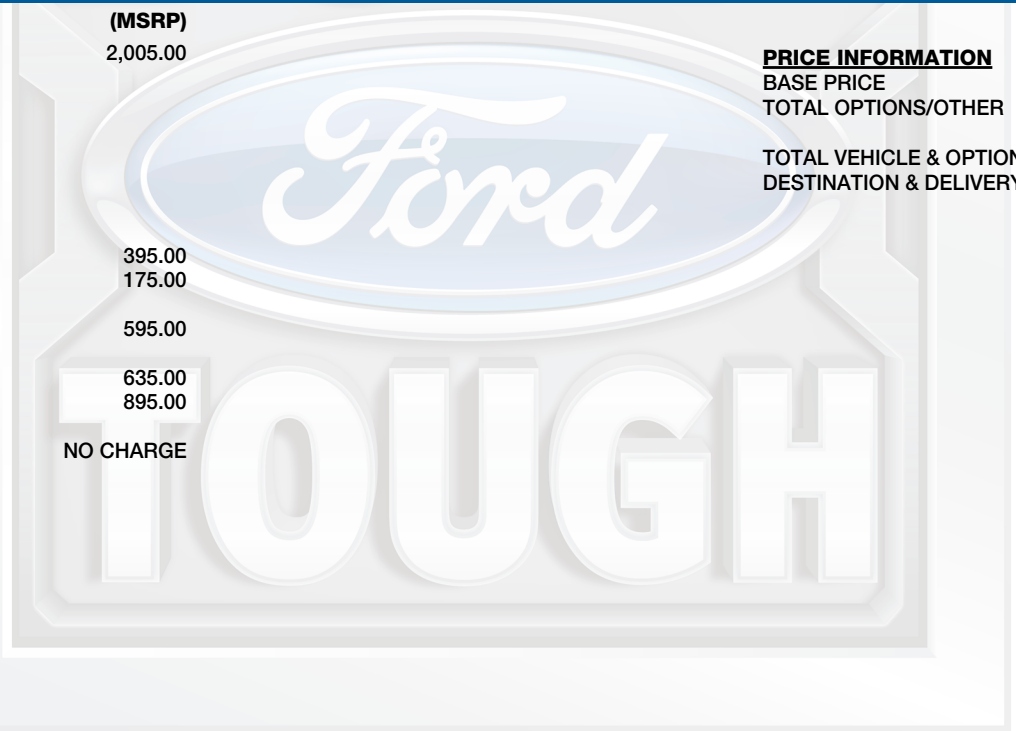 (MSRP)
2,005.00
395.00
175.00
595.00
635.00
895.00
NO CHARGE
PRICE INFORMATION
BASE PRICE
TOTAL OPTIONS/OTHER
TOTAL VEHICLE & OPTION
DESTINATION & DELIVERY
Ford
TOUGH